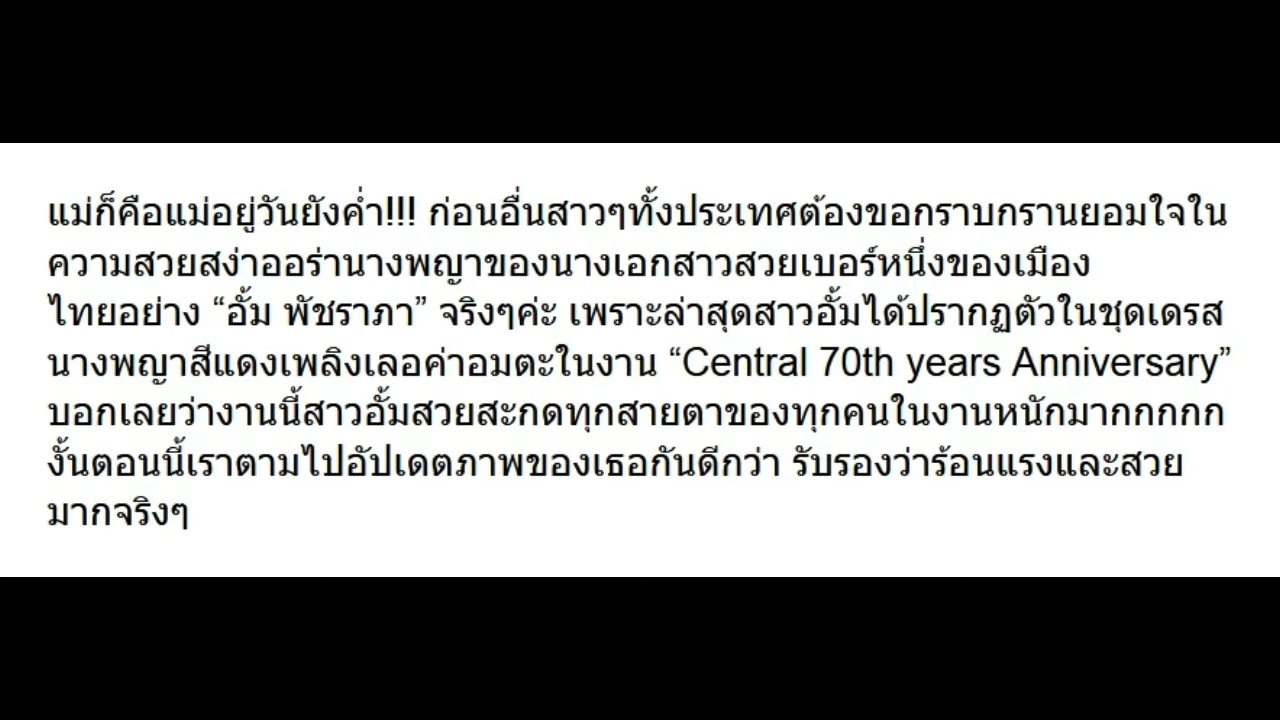 แม่ก็คือแม่อยู่วันยังค่ำ!!! ก่อนอื่นสาวๆทั้งประเทศต้องขอกราบกรานยอมใจใน
ความสวยสง่าออร่านางพญาของนางเอกสาวสวยเบอร์หนึ่งของเมือง
ไทยอย่าง “อั้ม พัชราภา” จริงๆค่ะ เพราะล่าสุดสาวอั้มได้ปรากฏตัวในชุดเดรส
นางพญาสีแดงเพลิงเลอค่าอมตะในงาน “Central 70th years Anniversary”
บอกเลยว่างานนี้สาวอั้มสวยสะกดทุกสายตาของทุกคนในงานหนักมากกกกก
งั้นตอนนี้เราตามไปอัปเดตภาพของเธอกันดีกว่า รับรองว่าร้อนแรงและสวย
มากจริงๆ